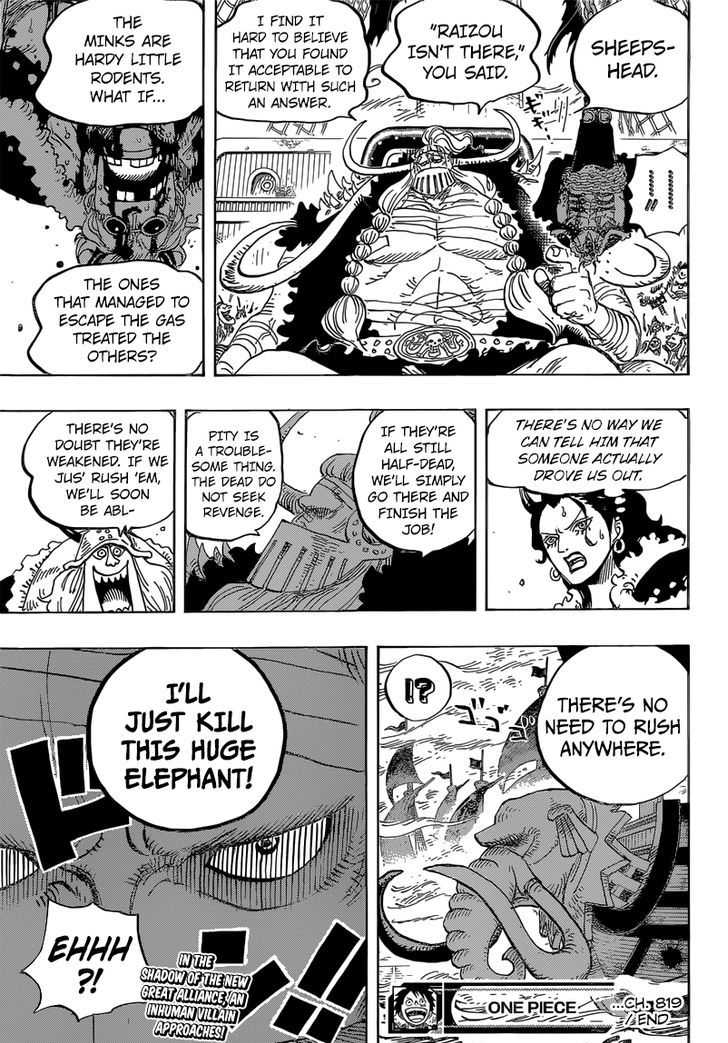 SHEEPS-
HEAD.
"RAIZOU
ISN'T THERE,"
YOU SAID.
I FIND IT
HARD TO BELIEVE
THAT YOU FOUND
IT ACCEPTABLE TO
RETURN WITH SUCH
AN ANSWER.
THE
MINKS ARE
HARDY LITTLE
RODENTS.
WHAT IF...
THE ONES
THAT MANAGED TO
ESCAPE THE GAS
TREATED THE
OTHERS?
THERE'S NO WAY WE
CAN TELL HIM THAT
SOMEONE ACTUALLY
DROVE US OUT.
IF THEY'RE
ALL STILL
HALF-DEAD,
WE'LL SIMPLY
GO THERE AND
FINISH THE
JOB!
PITY IS
A TROUBLE-
SOME THING.
THE DEAD DO
NOT SEEK
REVENGE.
THERE'S NO
DOUBT THEY'RE
WEAKENED. IF WE
JUS' RUSH 'EM,
WE'LL SOON
BE ABL-
THERE'S NO
NEED TO RUSH
ANYWHERE.
!?
ゴゴゴ
I'LL
JUST KILL
THIS HUGE
ELEPHANT!
ドド
EHHH
?!
IN THE
SHADOW OF THE NEW
GREAT ALLIANCE, AN
INHUMAN VILLAIN
APPROACHES!
ONE PIECE
...CH. 819
/ END